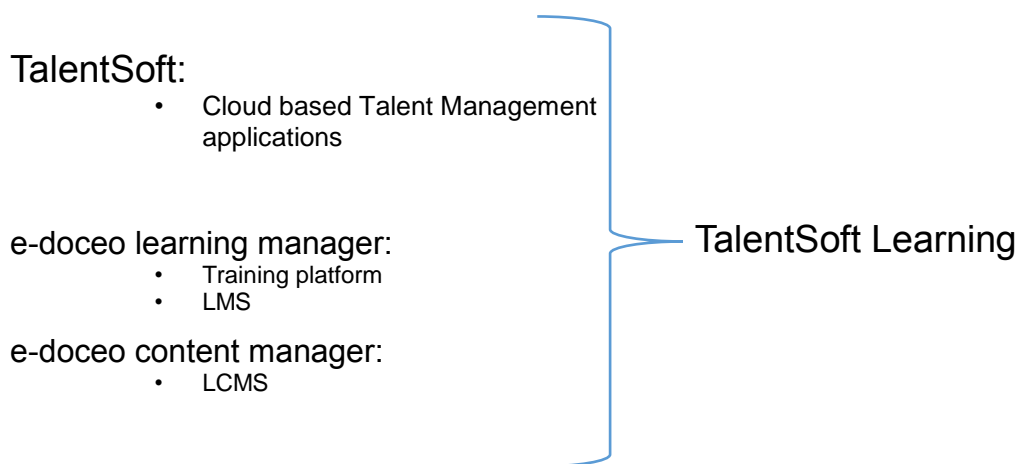 TalentSoft:
• Cloud based Talent Management
applications
e-doceo learning manager:
• Training platform
• LMS
e-doceo content manager:
• LCMS
TalentSoft Learning